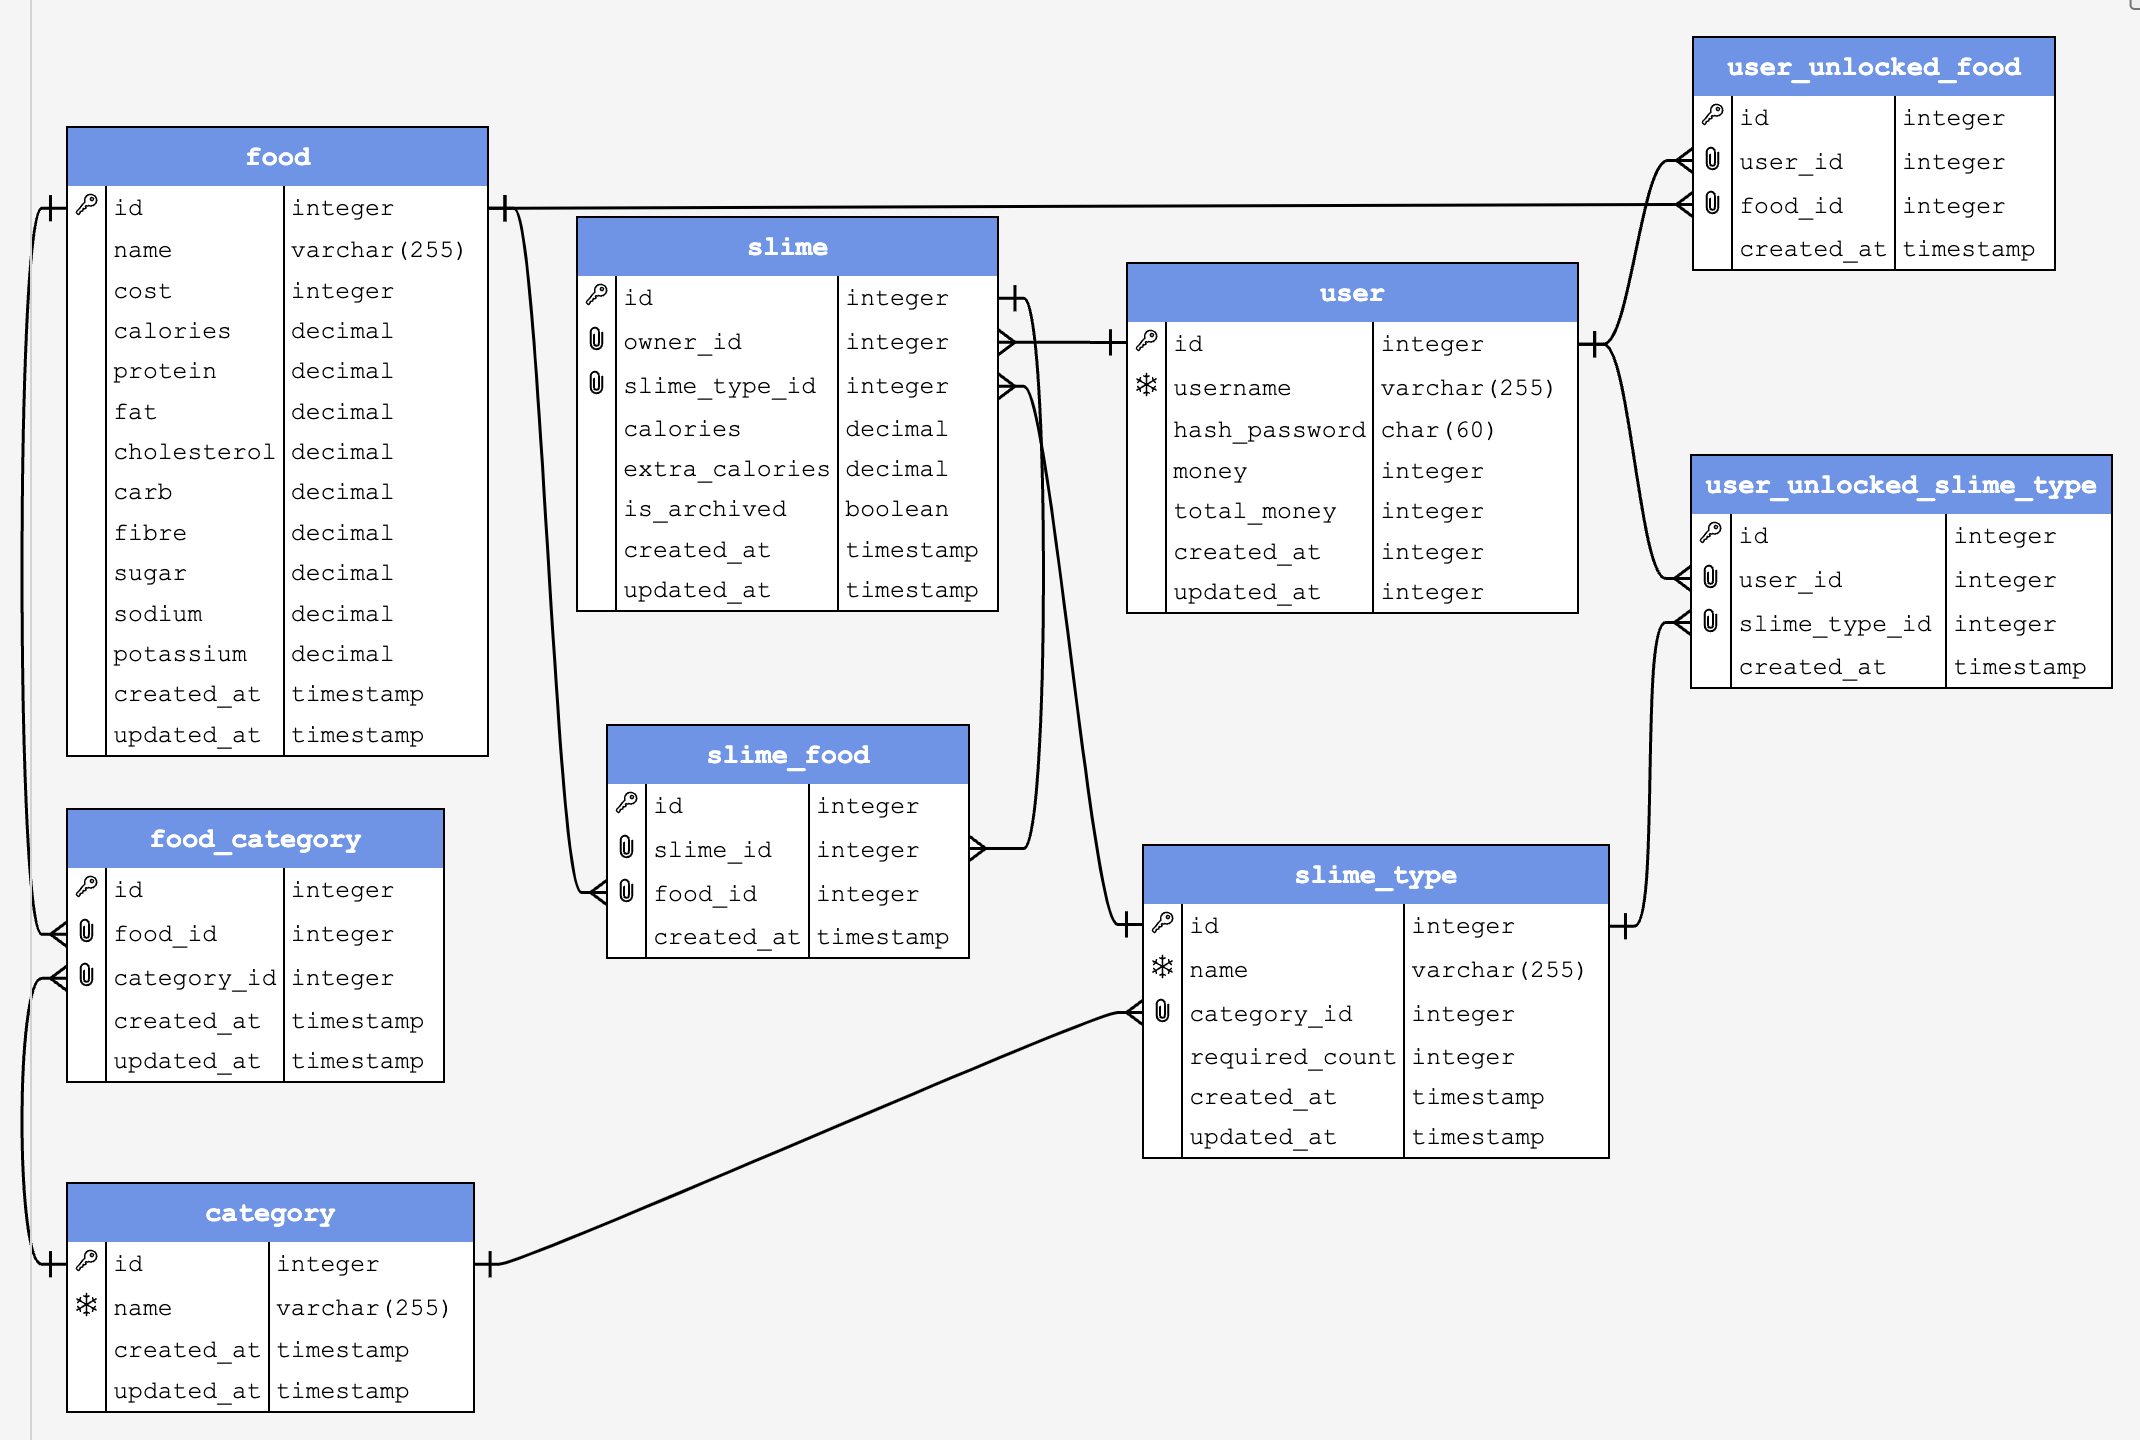 user_unlocked_food
id integer
user_id integer
food_id integer
created_at timestamp
food
id integer
name varchar(255)
cost integer
calories decimal
protein decimal
fat decimal
cholesterol decimal
carb decimal
fibre decimal
sugar decimal
sodium decimal
potassium decimal
created_at timestamp
updated_at timestamp
slime
id integer
owner_id integer
slime_type_id integer
calories decimal
extra_calories decimal
is_archived boolean
created_at timestamp
updated_at timestamp
user
id integer
username varchar(255)
hash_password char(60)
money integer
total_money integer
created_at integer
updated_at integer
user_unlocked_slime_type
id integer
user_id integer
slime_type_id integer
created_at timestamp
slime_food
id integer
slime_id integer
food_id integer
created_at timestamp
food_category
id integer
food_id integer
category_id integer
created_at timestamp
updated_at timestamp
slime_type
id integer
name varchar(255)
category_id integer
required_count integer
created_at timestamp
updated_at timestamp
category
id integer
name varchar(255)
created_at timestamp
updated_at timestamp